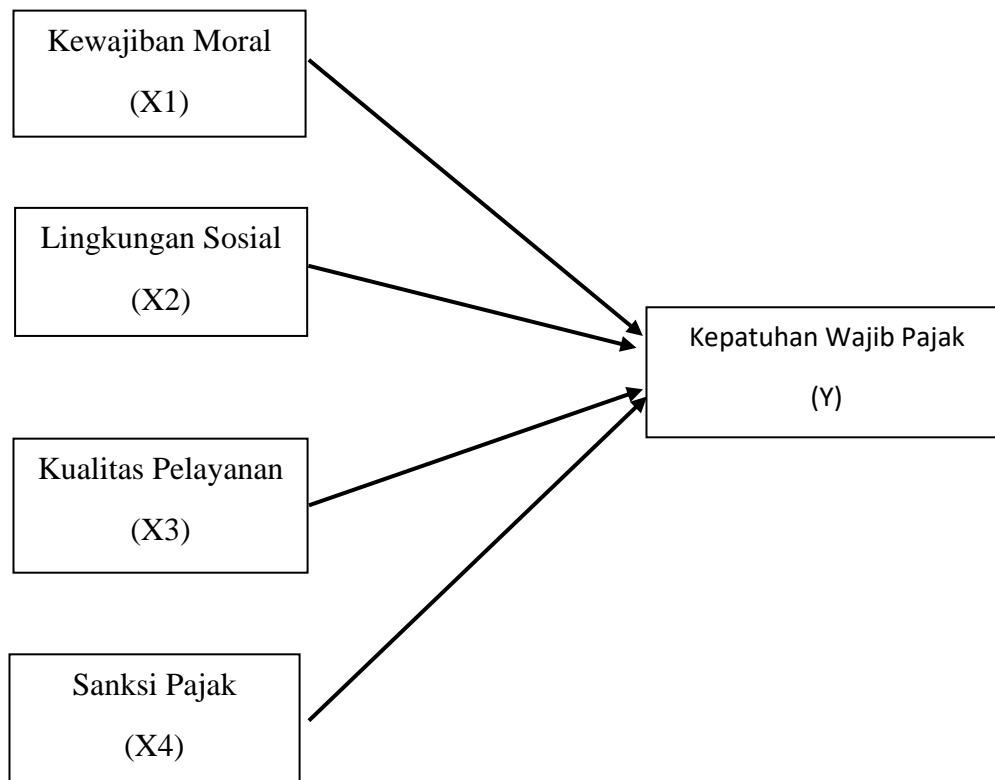 Kewajiban Moral
(X1)
Lingkungan Sosial
(X2)
Kepatuhan Wajib Pajak
(Y)
Kualitas Pelayanan
(X3)
Sanksi Pajak
(X4)